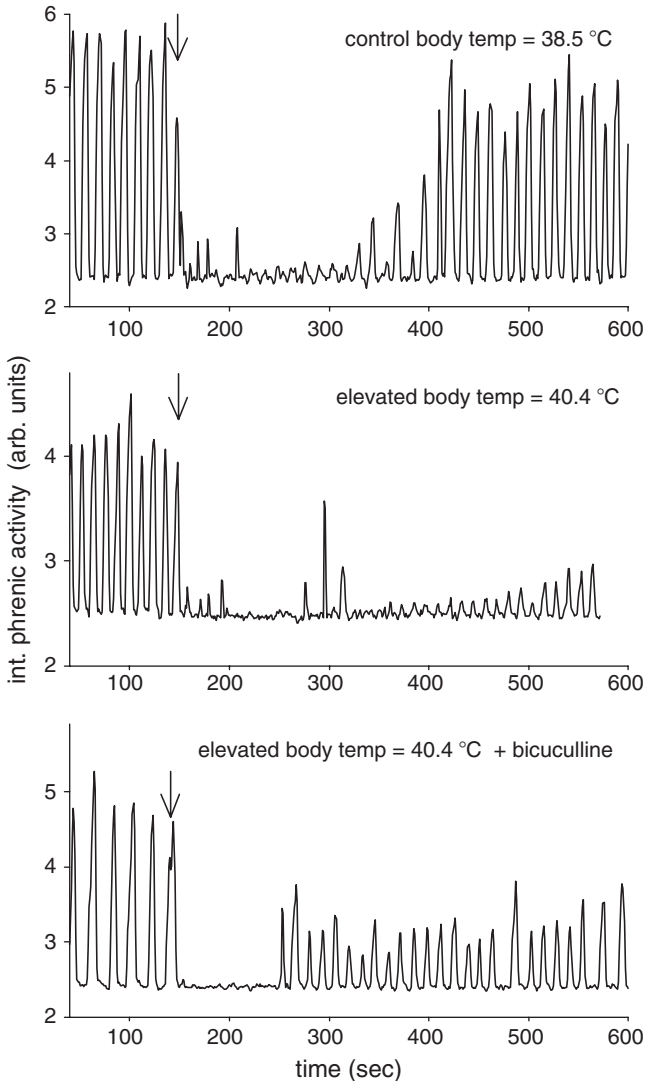 6
control body temp = 38.5 °C
5
4
3
2
100 200 300 400 500 600
elevated body temp = 40.4 °C
4
3
2
100 200 300 400 500 600
int. phrenic activity (arb. units)
elevated body temp = 40.4 °C + bicuculline
5
4
3
2
100 200 300 400 500 600
time (sec)